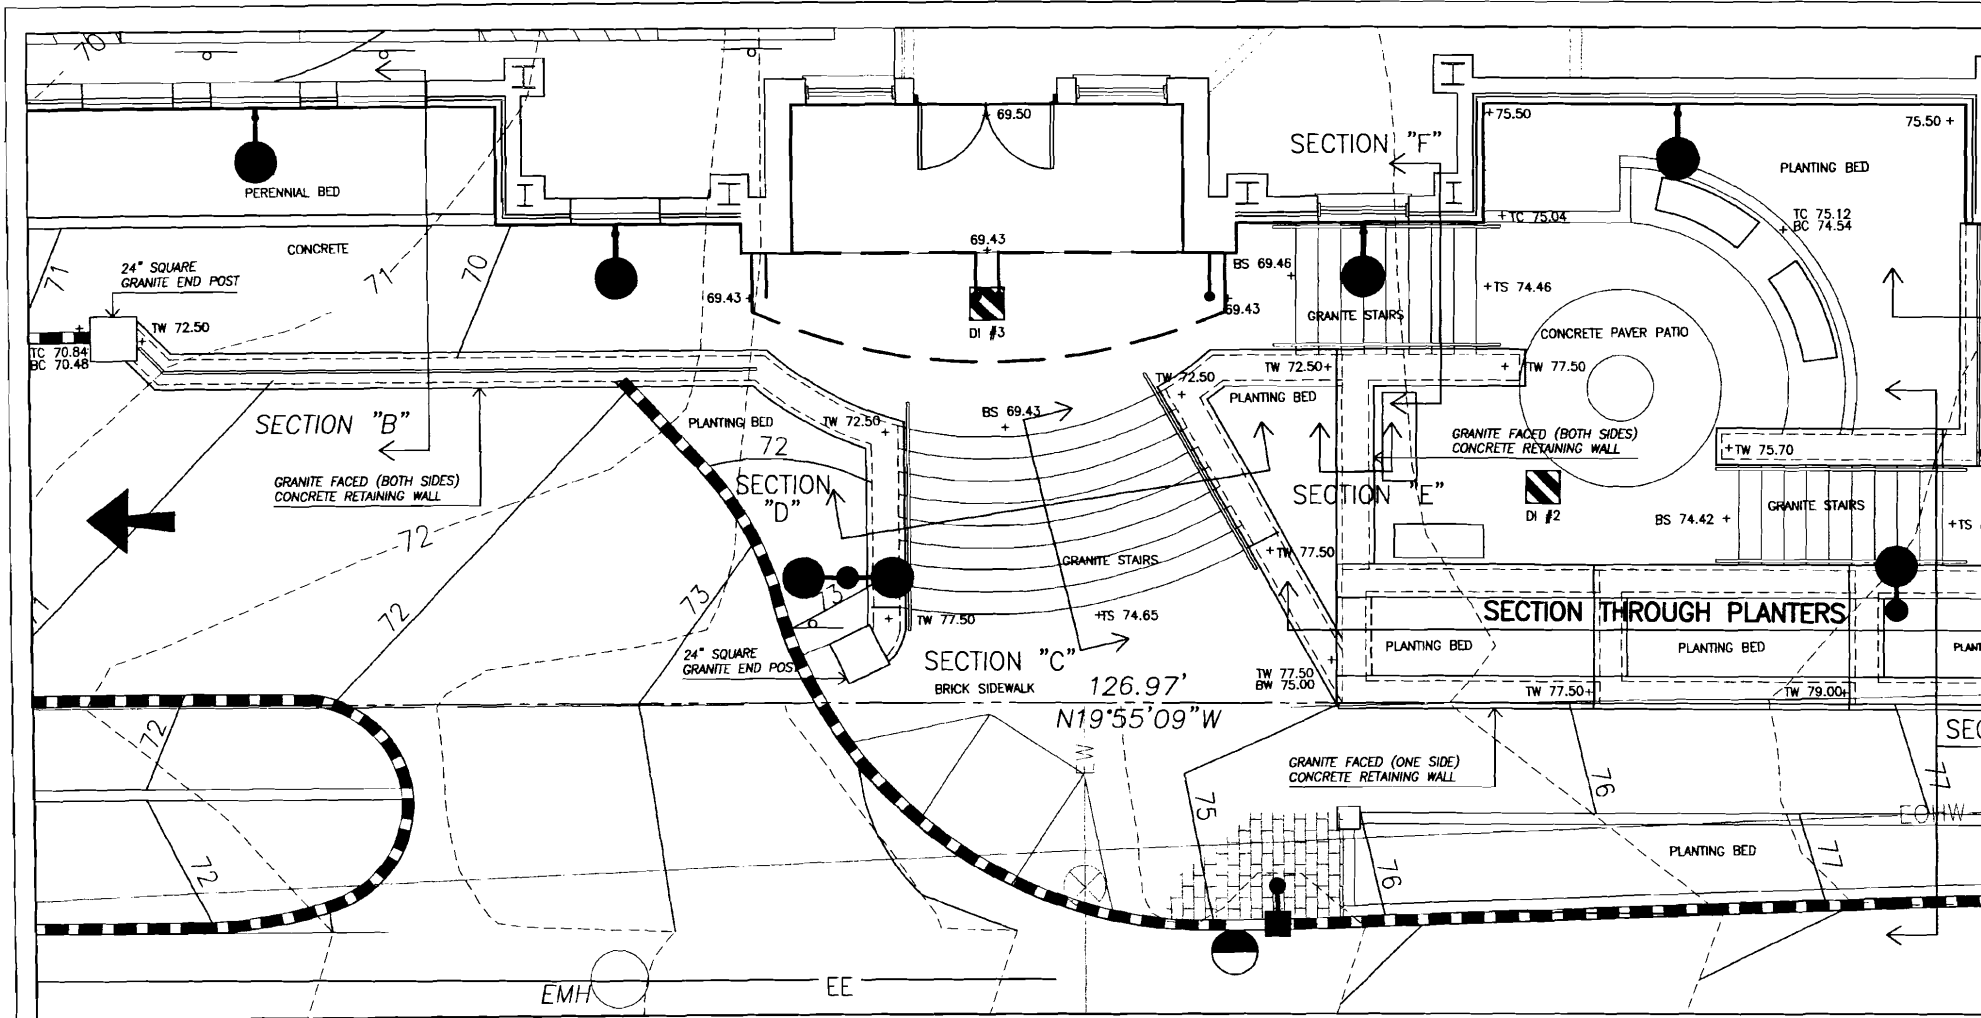 70
69.50
75.50
75.50 +
SECTION "F"
PLANTING BED
PERENNIAL BED
TC 75.04
TC 75.12
BC 74.54
CONCRETE
69.43
71
71
70
24" SQUARE
GRANITE END POST
BS 69.46
TS 74.46
69.43
69.43
GRANITE STAIRS
DI #3
CONCRETE PAVER PATIO
TW 72.50
TC 70.84
BC 70.48
TW 72.50
TW 72.50+
TW 77.50
PLANTING BED
BS 69.43
SECTION "B"
PLANTING BED
TW 72.50
72
GRANITE FACED (BOTH SIDES)
CONCRETE RETAINING WALL
TW 75.70
GRANITE FACED (BOTH SIDES)
CONCRETE RETAINING WALL
SECTION
"D"
SECTION "E"
DI #2
BS 74.42 +
GRANITE STAIRS
+TS
72
TW 77.50
GRANITE STAIRS
71
72
73
73
TW 77.50
+TS 74.65
SECTION THROUGH PLANTERS
24" SQUARE
GRANITE END POST
SECTION "C"
BRICK SIDEWALK
PLANTING BED
PLANTING BED
PLANT
126.97'
N19°55'09"W
TW 77.50
BW 75.00
TW 77.50+
TW 79.00+
72
SEC
GRANITE FACED (ONE SIDE)
CONCRETE RETAINING WALL
75
76
77
EOHW
72
76
PLANTING BED
77
EMH
EE